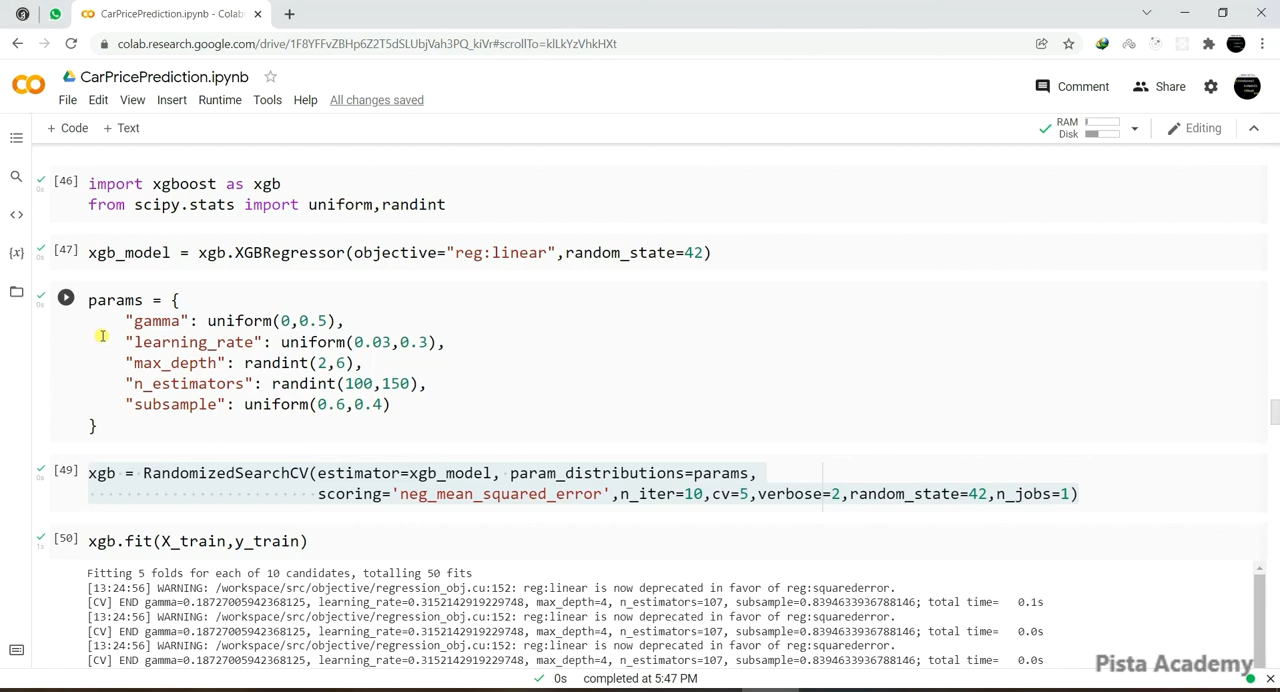 CarPricePrediction.ipynb - Colab
colab.research.google.com/drive/1F8YFFvZBHp6Z2T5dSLUbjVah3PQ_kiVr#scrollTo=klLkYzVhkHXt
CarPricePrediction.ipynb
File Edit View Insert Runtime Tools Help All changes saved
Comment Share
+ Code + Text
RAM
Disk
Editing
[46] import xgboost as xgb
from scipy.stats import uniform,randint
0s
[47] xgb_model = xgb.XGBRegressor(objective="reg:linear",random_state=42)
0s
params = {
0s
"gamma": uniform(0,0.5),
"learning_rate": uniform(0.03,0.3),
"max_depth": randint(2,6),
"n_estimators": randint(100,150),
"subsample": uniform(0.6,0.4)
}
[49] xgb = RandomizedSearchCV(estimator=xgb_model, param_distributions=params,
0s
scoring='neg_mean_squared_error',n_iter=10,cv=5,verbose=2,random_state=42,n_jobs=1)
[50] xgb.fit(X_train,y_train)
1s
Fitting 5 folds for each of 10 candidates, totalling 50 fits
[13:24:56] WARNING: /workspace/src/objective/regression_obj.cu:152: reg:linear is now deprecated in favor of reg:squarederror.
[CV] END gamma=0.18727005942368125, learning_rate=0.3152142919229748, max_depth=4, n_estimators=107, subsample=0.8394633936788146; total time= 0.1s
[13:24:56] WARNING: /workspace/src/objective/regression_obj.cu:152: reg:linear is now deprecated in favor of reg:squarederror.
[CV] END gamma=0.18727005942368125, learning_rate=0.3152142919229748, max_depth=4, n_estimators=107, subsample=0.8394633936788146; total time= 0.0s
[13:24:56] WARNING: /workspace/src/objective/regression_obj.cu:152: reg:linear is now deprecated in favor of reg:squarederror.
[CV] END gamma=0.18727005942368125, learning_rate=0.3152142919229748, max_depth=4, n_estimators=107, subsample=0.8394633936788146; total time= 0.0s
Pista Academy
0s completed at 5:47 PM